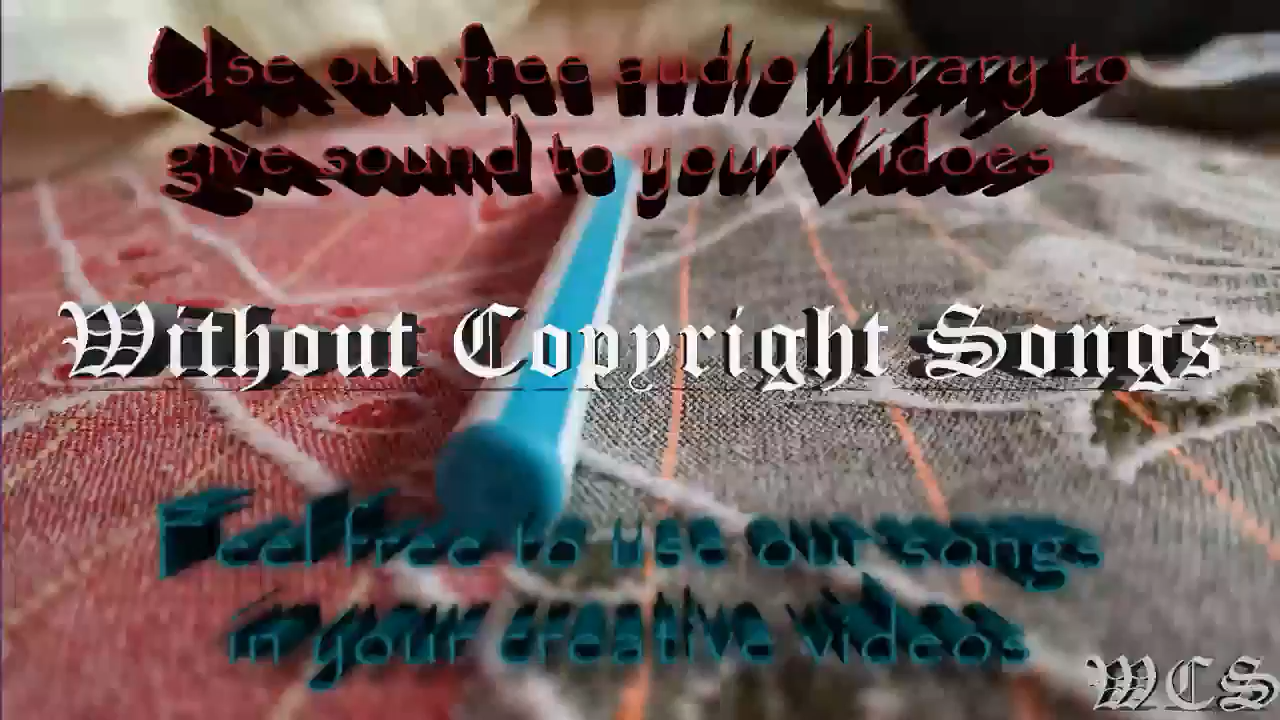 Use our free audio library to
give sound to your Vidoes
Without Copyright Songs
Feel free to use our songs
in your creative videos
WCS